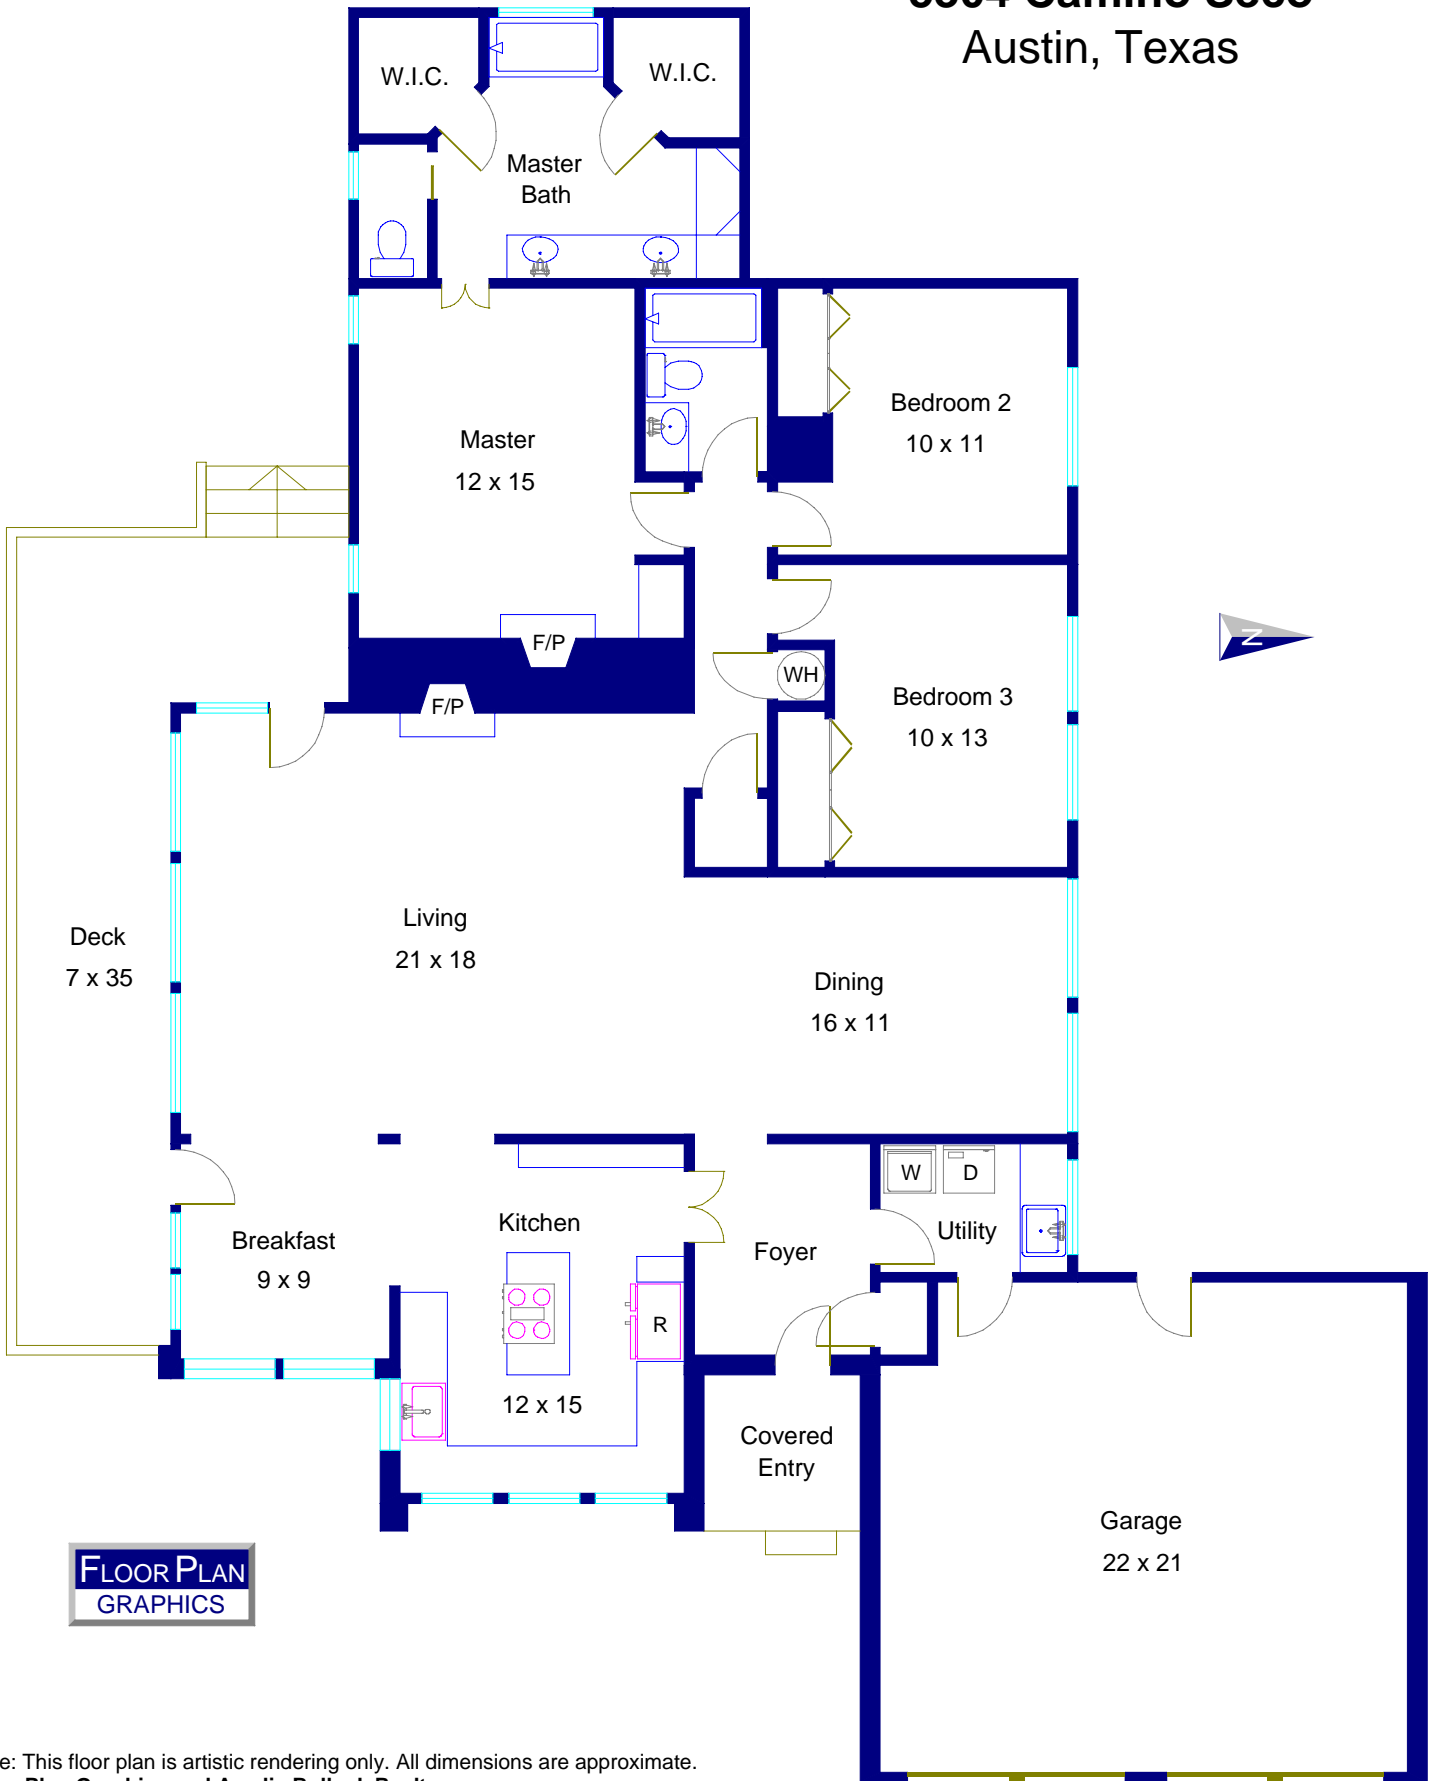 Austin, Texas
W.I.C.
W.I.C.
Master
Bath
Bedroom 2
10 x 11
Master
12 x 15
F/P
WH
N
Bedroom 3
10 x 13
F/P
Living
21 x 18
Deck
7 x 35
Dining
16 x 11
W
D
Kitchen
Utility
Breakfast
9 x 9
Foyer
R
12 x 15
Covered
Entry
Garage
22 x 21
FLOOR PLAN
GRAPHICS
e: This floor plan is artistic rendering only. All dimensions are approximate.